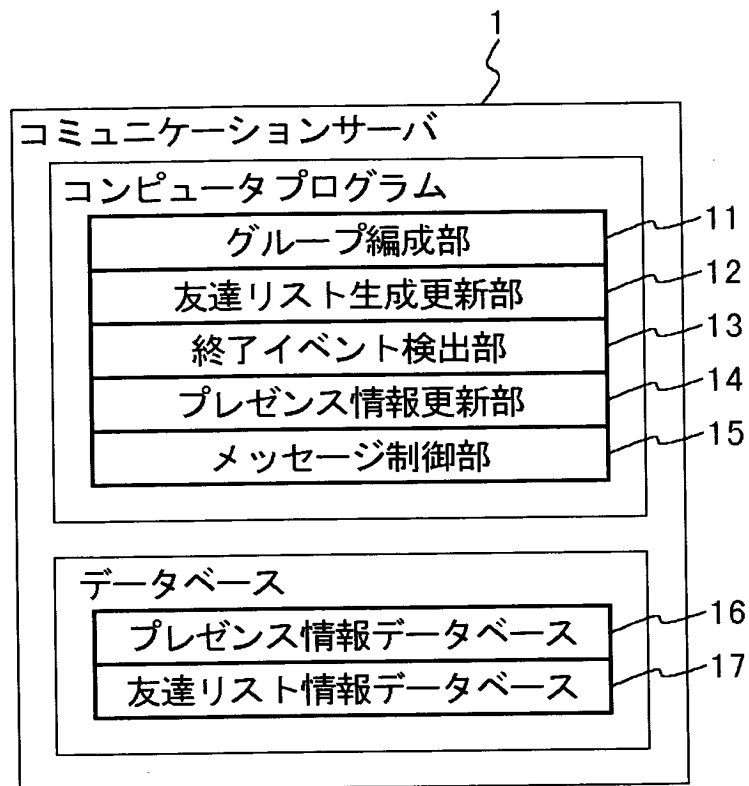 1
コミュニケーションサーバ
コンピュータプログラム
グループ編成部 11
友達リスト生成更新部 12
終了イベント検出部 13
プレゼンス情報更新部 14
メッセージ制御部 15
データベース
プレゼンス情報データベース 16
友達リスト情報データベース 17